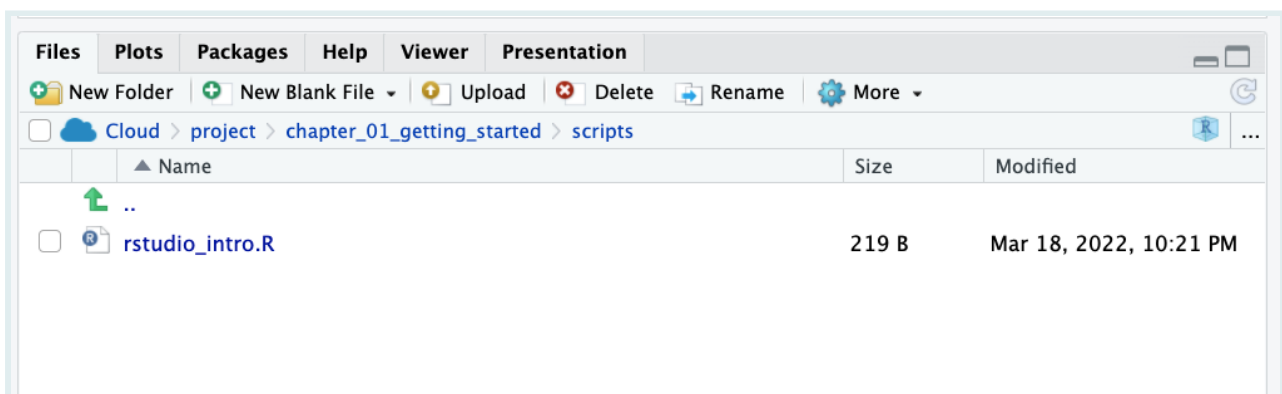 Files Plots Packages Help Viewer Presentation
New Folder New Blank File Upload Delete Rename More
Cloud > project > chapter_01_getting_started > scripts R ...
Name Size Modified
..
R rstudio_intro.R 219 B Mar 18, 2022, 10:21 PM